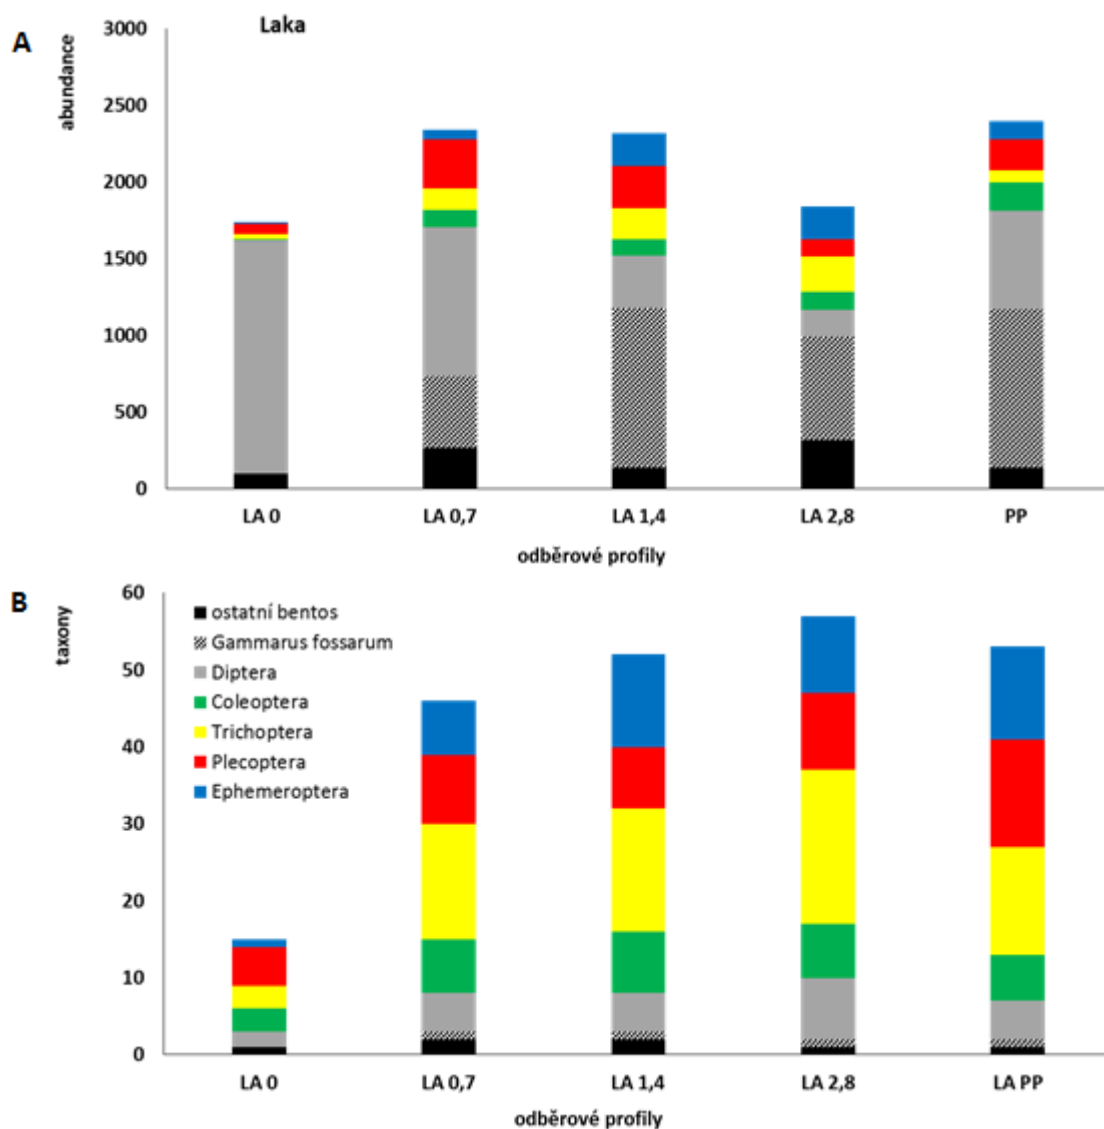 A
Laka
abundance
3000
2500
2000
1500
1000
500
0
LA 0 LA 0,7 LA 1,4 LA 2,8 PP
odběrové profily
B
taxony
60
50
40
30
20
10
0
ostatní bentos
Gammarus fossarum
Diptera
Coleoptera
Trichoptera
Plecoptera
Ephemeroptera
LA 0 LA 0,7 LA 1,4 LA 2,8 LA PP
odběrové profily